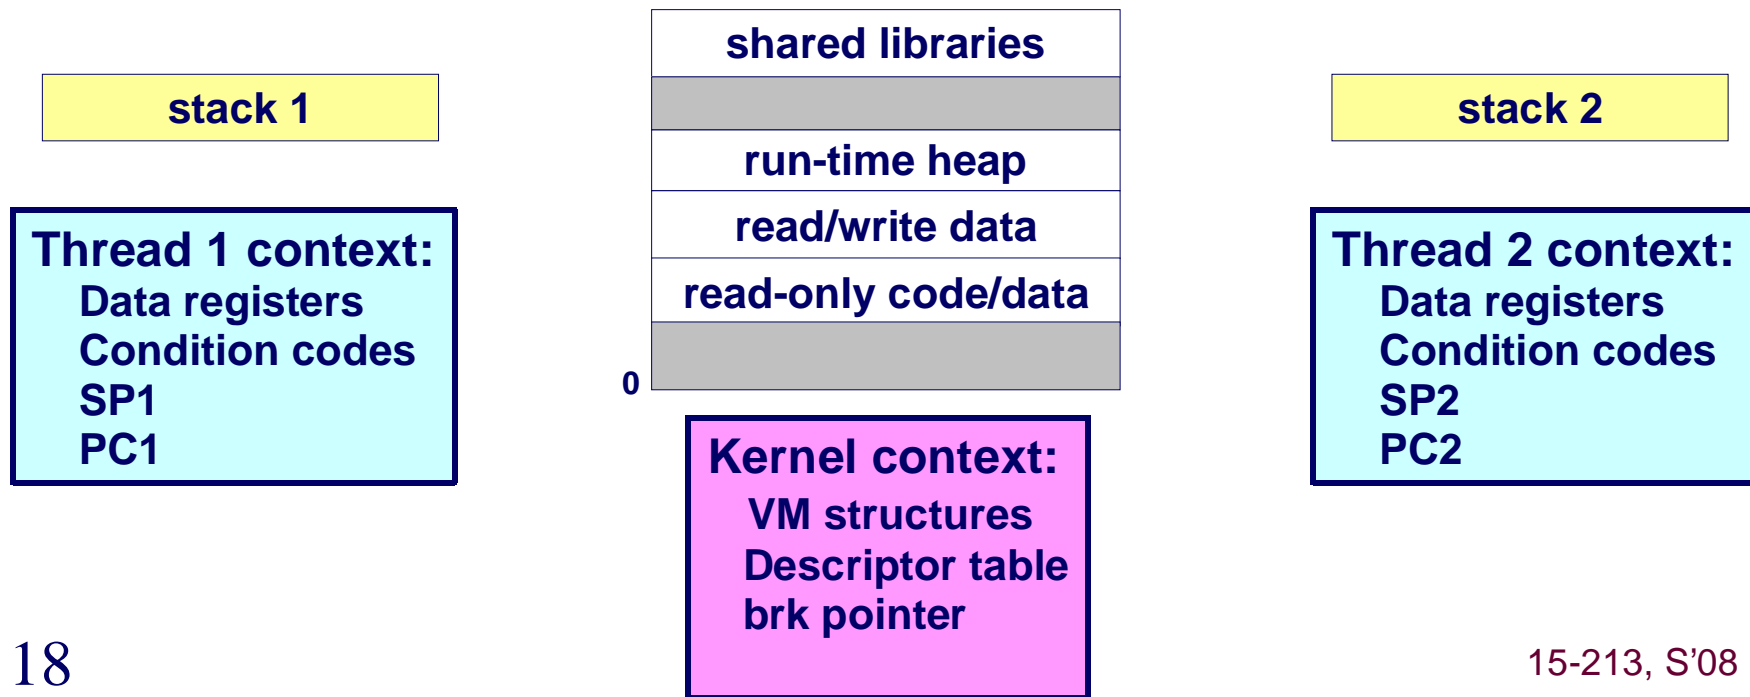 stack 1
Thread 1 context:
Data registers
Condition codes
SP1
PC1
shared libraries
run-time heap
read/write data
read-only code/data
0
Kernel context:
VM structures
Descriptor table
brk pointer
stack 2
Thread 2 context:
Data registers
Condition codes
SP2
PC2
18
15-213, S’08